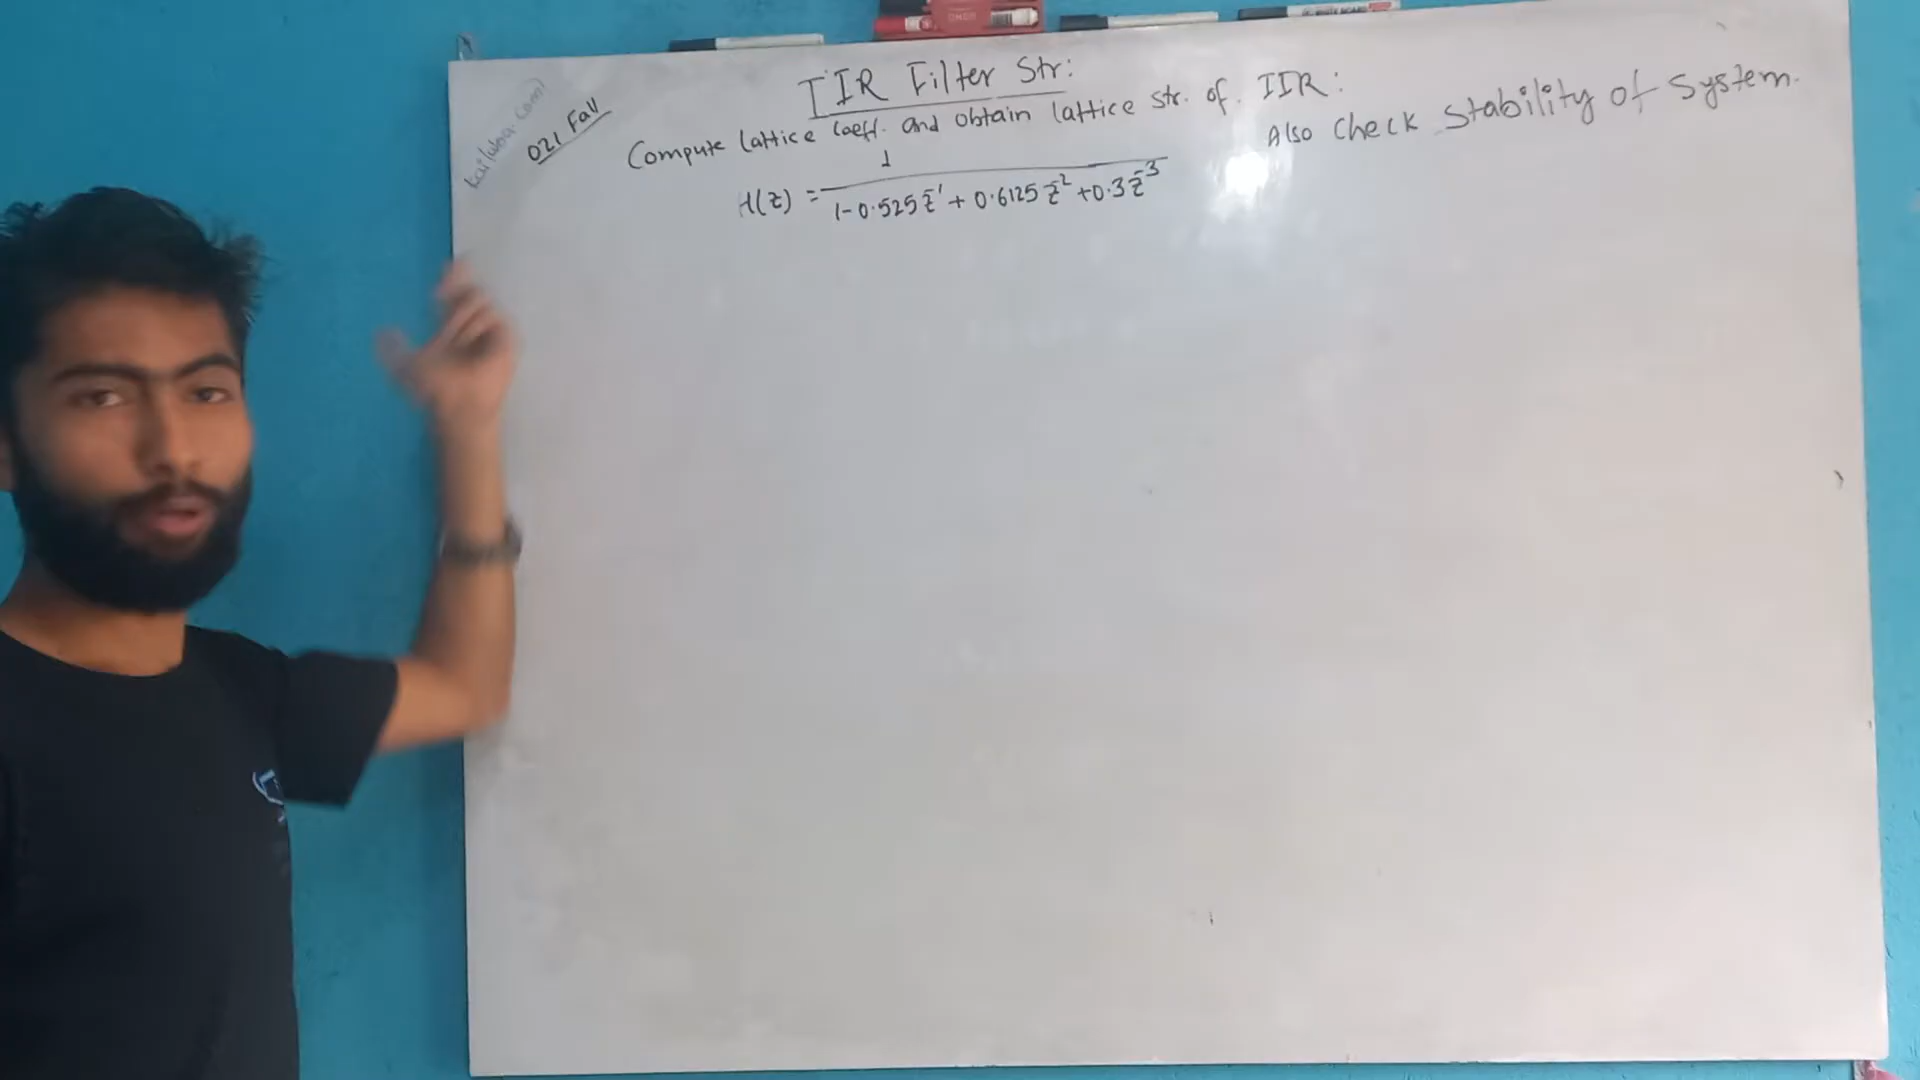 IIR Filter Str:
021 Fall
Compute lattice coeff. and obtain lattice str. of IIR:
Also Check Stability of System.
1
H(z) = 1-0.525z⁻¹ + 0.6125z⁻² + 0.3z⁻³